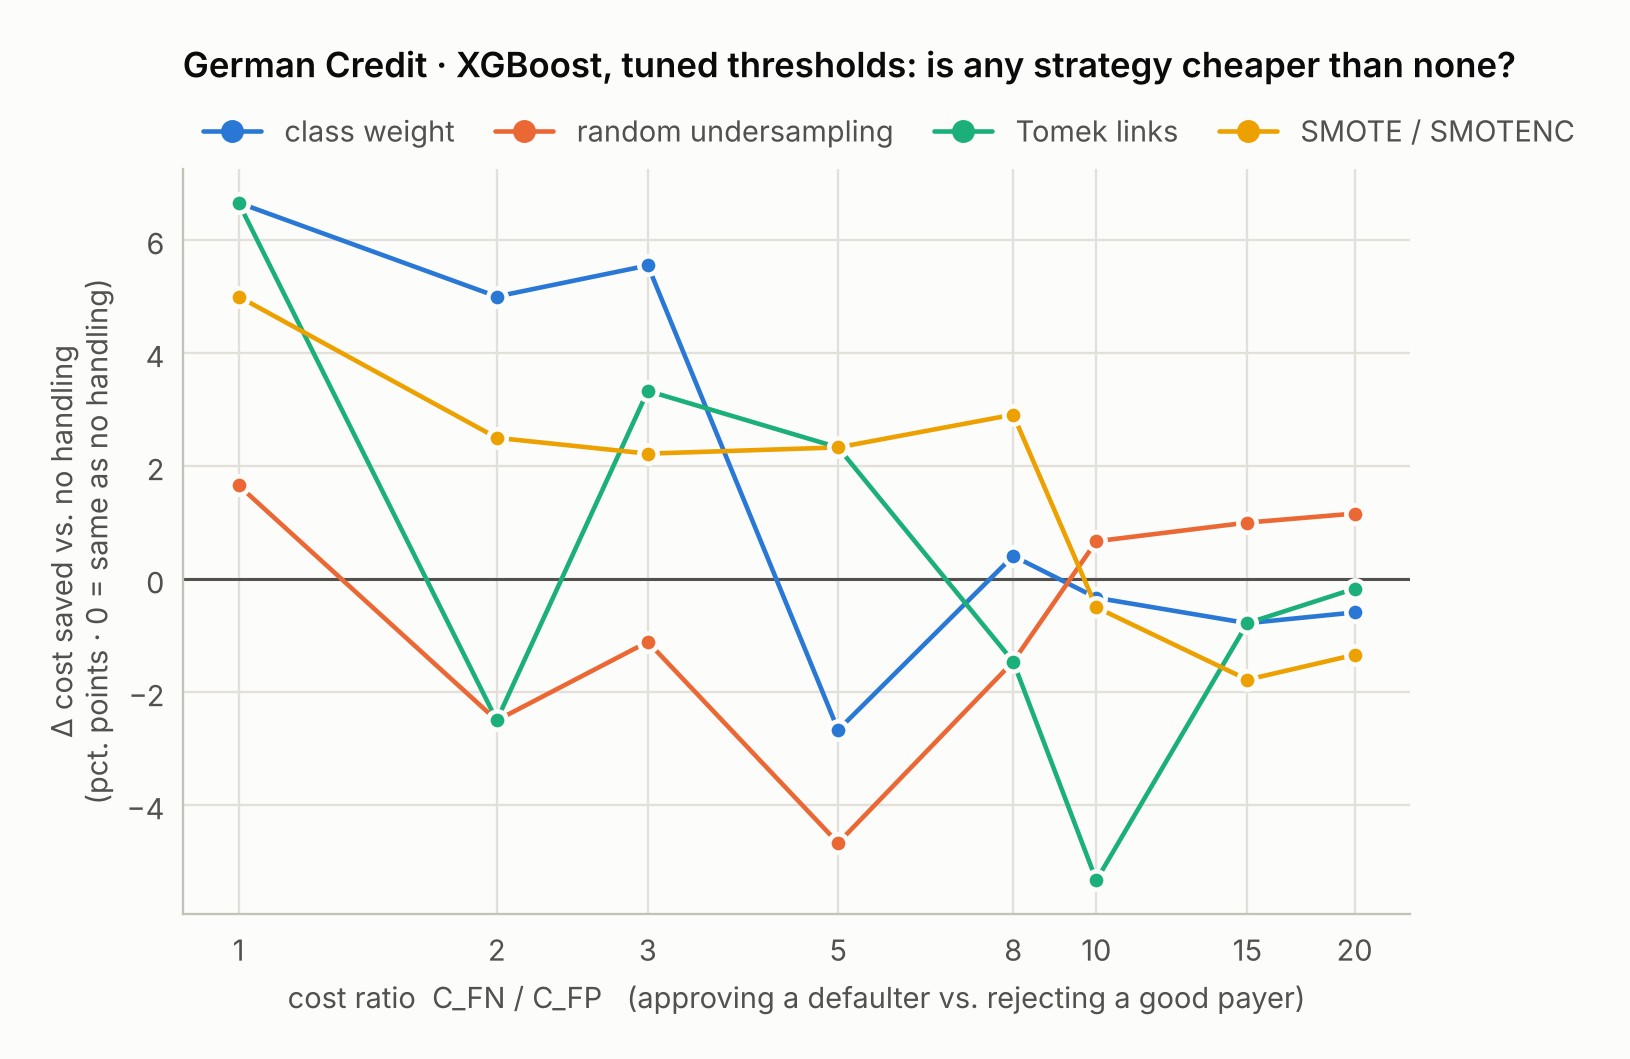 German Credit · XGBoost, tuned thresholds: is any strategy cheaper than none?
class weight
random undersampling
Tomek links
SMOTE / SMOTENC
Δ cost saved vs. no handling
(pct. points · 0 = same as no handling)
6
4
2
0
−2
−4
1
2
3
5
8
10
15
20
cost ratio  C_FN / C_FP   (approving a defaulter vs. rejecting a good payer)